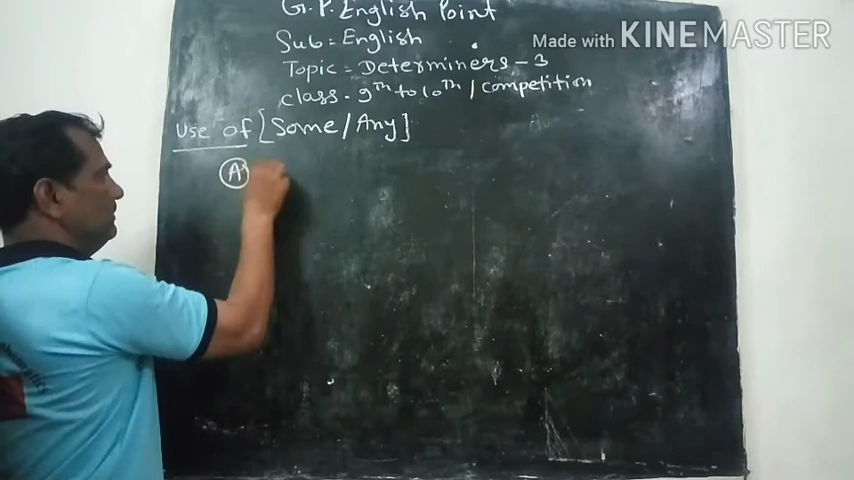 G.P. English Point
Sub = English
Made with KINEMASTER
Topic = Determiners - 3
class - 9th to 10th / competition
Use of [Some/Any]
A